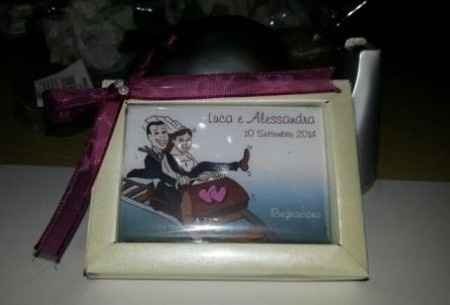 Luca e Alessandra
10 Settembre 2014